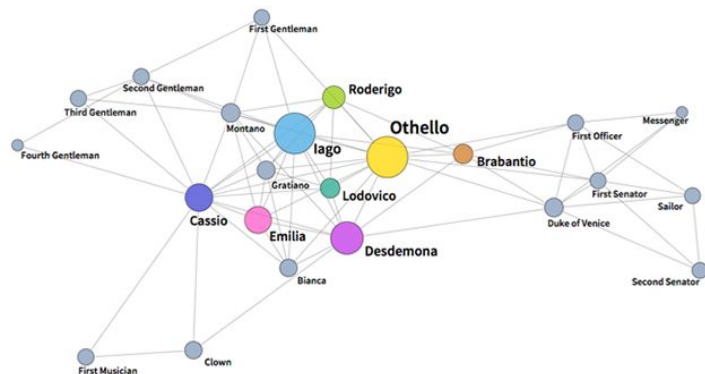 First Gentleman
Second Gentleman
Roderigo
Third Gentleman
Montano
Othello
Messenger
First Officer
Fourth Gentleman
Iago
Brabantio
Gratiano
First Senator
Lodovico
Sailor
Cassio
Emilia
Duke of Venice
Desdemona
Bianca
Second Senator
Clown
First Musician